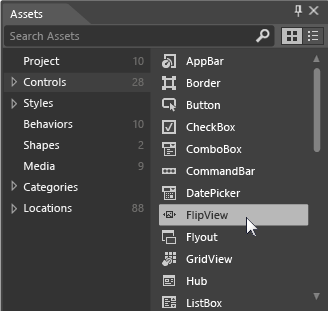 Assets
Search Assets
Project 10
Controls 28
Styles
Behaviors 10
Shapes 2
Media 9
Categories
Locations 88
AppBar
Border
Button
CheckBox
ComboBox
CommandBar
DatePicker
FlipView
Flyout
GridView
Hub
ListBox